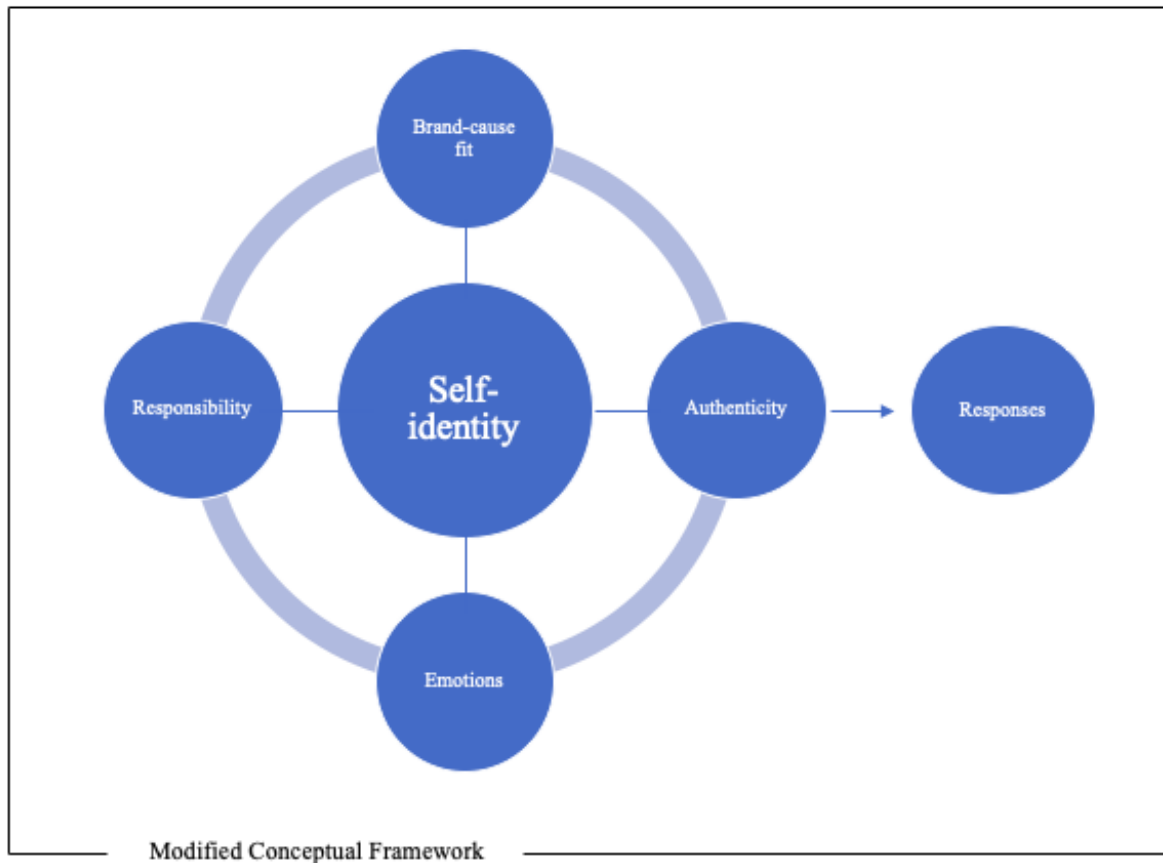 Brand-cause
fit
Responsibility
Self-
identity
Authenticity
Responses
Emotions
Modified Conceptual Framework